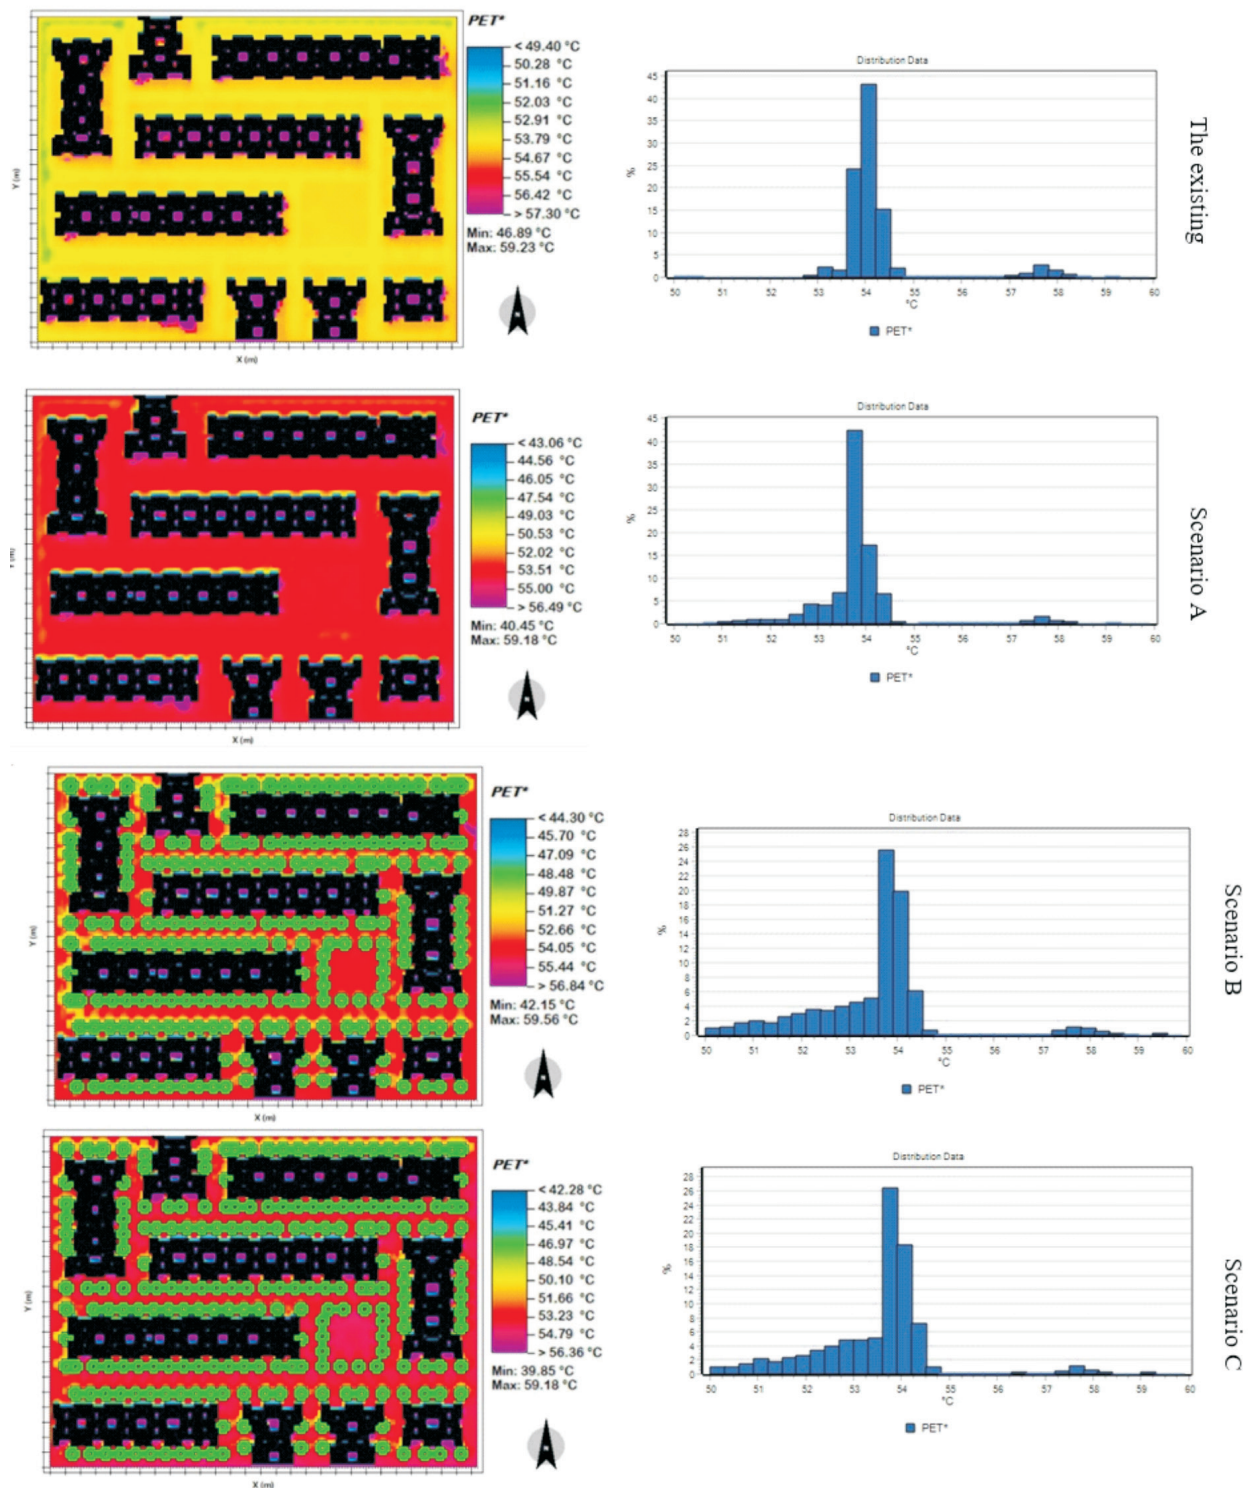 PET*
< 49.40 °C
50.28 °C
51.16 °C
52.03 °C
52.91 °C
53.79 °C
54.67 °C
55.54 °C
56.42 °C
> 57.30 °C
Min: 46.89 °C
Max: 59.23 °C
Y (m)
X (m)
Distribution Data
45
40
35
30
25
20
15
10
5
0
%
50 51 52 53 54 55 56 57 58 59 60
°C
PET*
The existing
PET*
< 43.06 °C
44.56 °C
46.05 °C
47.54 °C
49.03 °C
50.53 °C
52.02 °C
53.51 °C
55.00 °C
> 56.49 °C
Min: 40.45 °C
Max: 59.18 °C
X (m)
Distribution Data
45
40
35
30
25
20
15
10
5
0
%
50 51 52 53 54 55 56 57 58 59 60
°C
PET*
Scenario A
PET*
< 44.30 °C
45.70 °C
47.09 °C
48.48 °C
49.87 °C
51.27 °C
52.66 °C
54.05 °C
55.44 °C
> 56.84 °C
Min: 42.15 °C
Max: 59.56 °C
Y (m)
X (m)
Distribution Data
28
26
24
22
20
18
16
14
12
10
8
6
4
2
0
%
50 51 52 53 54 55 56 57 58 59 60
°C
PET*
Scenario B
PET*
< 42.28 °C
43.84 °C
45.41 °C
46.97 °C
48.54 °C
50.10 °C
51.66 °C
53.23 °C
54.79 °C
> 56.36 °C
Min: 39.85 °C
Max: 59.18 °C
Y (m)
X (m)
Distribution Data
28
26
24
22
20
18
16
14
12
10
8
6
4
2
0
%
50 51 52 53 54 55 56 57 58 59 60
°C
PET*
Scenario C